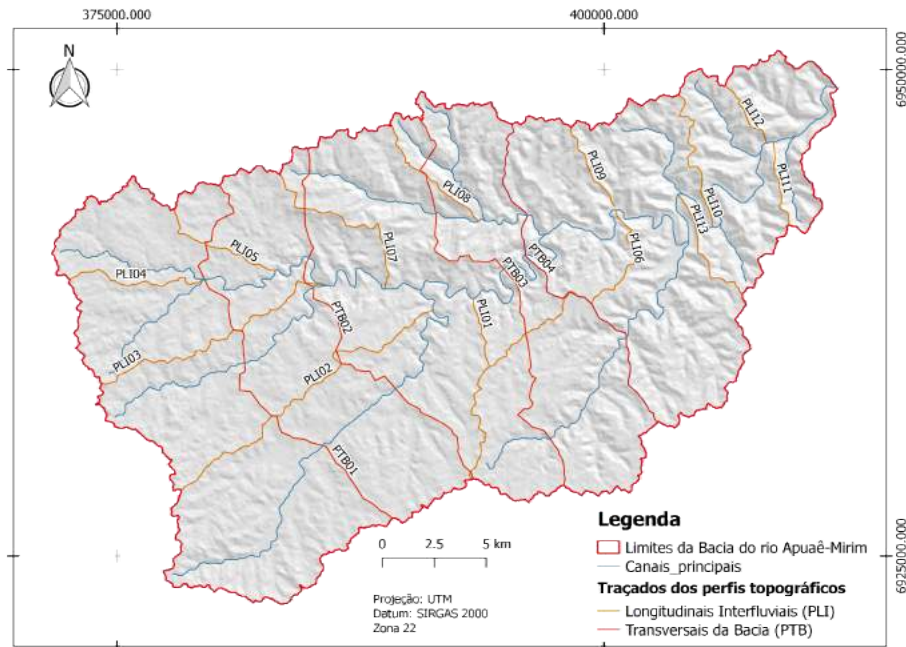 375000.000
400000.000
N
6950000.000
PLI12
PLI09
PLI11
PLI08
PLI10
PLI13
PLI07
PLI05
PLI06
PTB04
PTB03
PLI04
PLI01
PTB02
PLI03
PLI02
PTB01
6925000.000
0 2.5 5 km
Projeção: UTM
Datum: SIRGAS 2000
Zona 22
Legenda
Limites da Bacia do rio Apuaê-Mirim
Canais_principais
Traçados dos perfis topográficos
Longitudinais Interfluviais (PLI)
Transversais da Bacia (PTB)